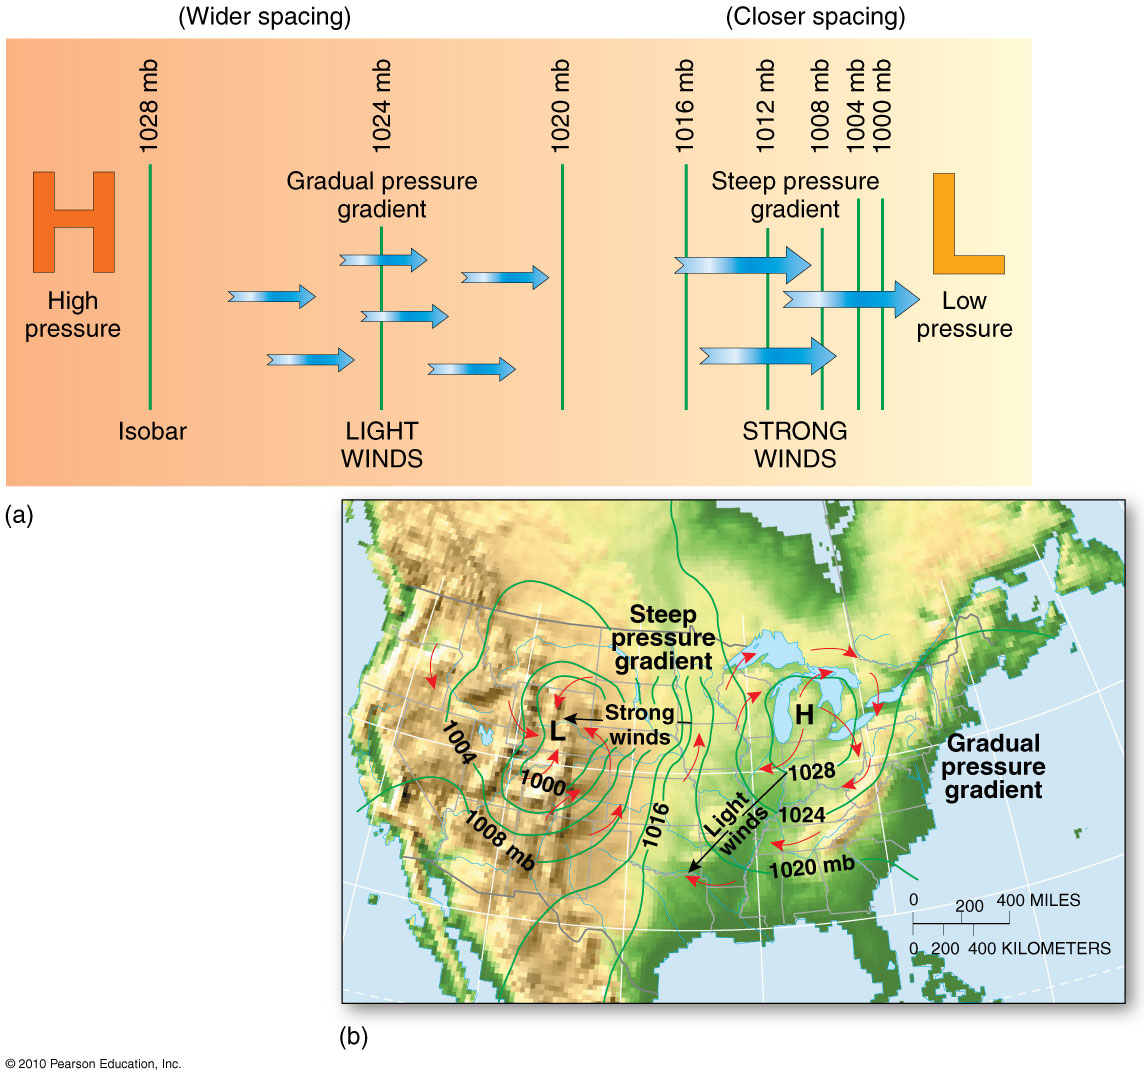 (Wider spacing)
(Closer spacing)
1028 mb
1024 mb
1020 mb
1016 mb
1012 mb
1008 mb
1004 mb
1000 mb
H
High
pressure
Gradual pressure
gradient
Steep pressure
gradient
L
Low
pressure
Isobar
LIGHT
WINDS
STRONG
WINDS
(a)
Steep
pressure
gradient
Strong
winds
L
H
1004
1000
1008 mb
1016
Light
winds
1028
1024
1020 mb
Gradual
pressure
gradient
0 200 400 MILES
0 200 400 KILOMETERS
(b)
© 2010 Pearson Education, Inc.